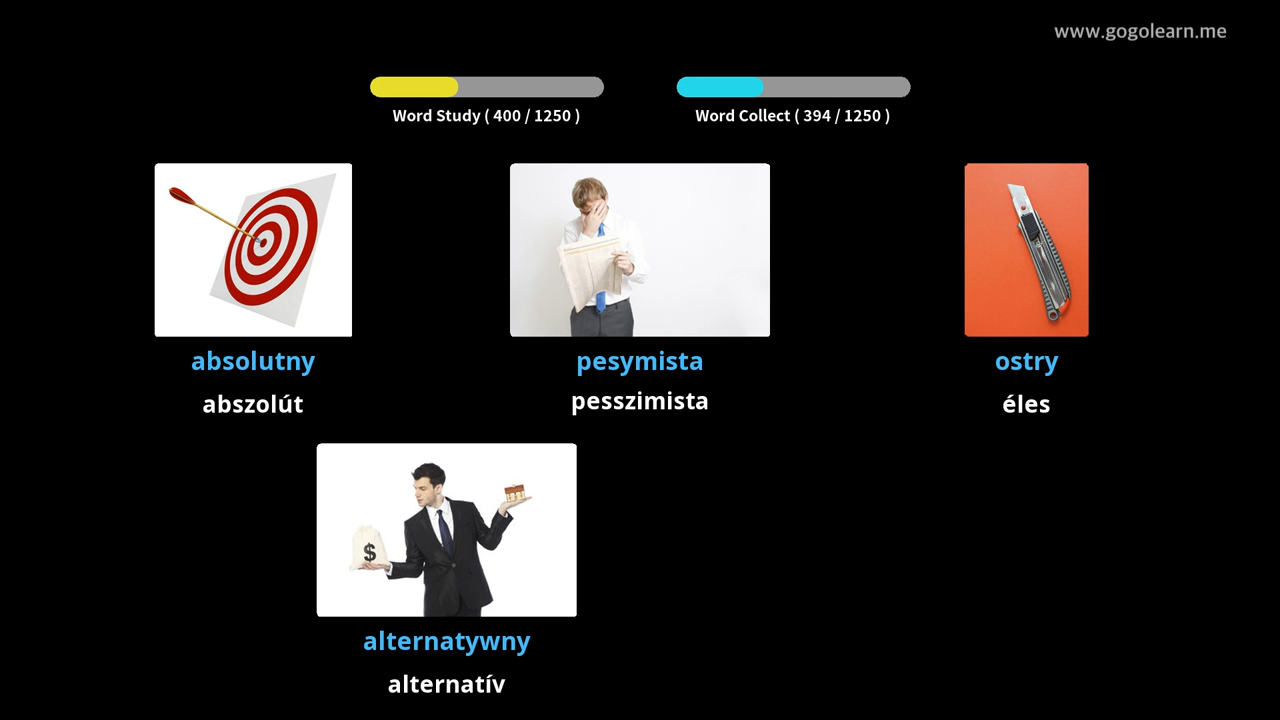 www.gogolearn.me
Word Study ( 400 / 1250 )
Word Collect ( 394 / 1250 )
absolutny
pesymista
ostry
abszolút
pesszimista
éles
$
alternatywny
alternatív